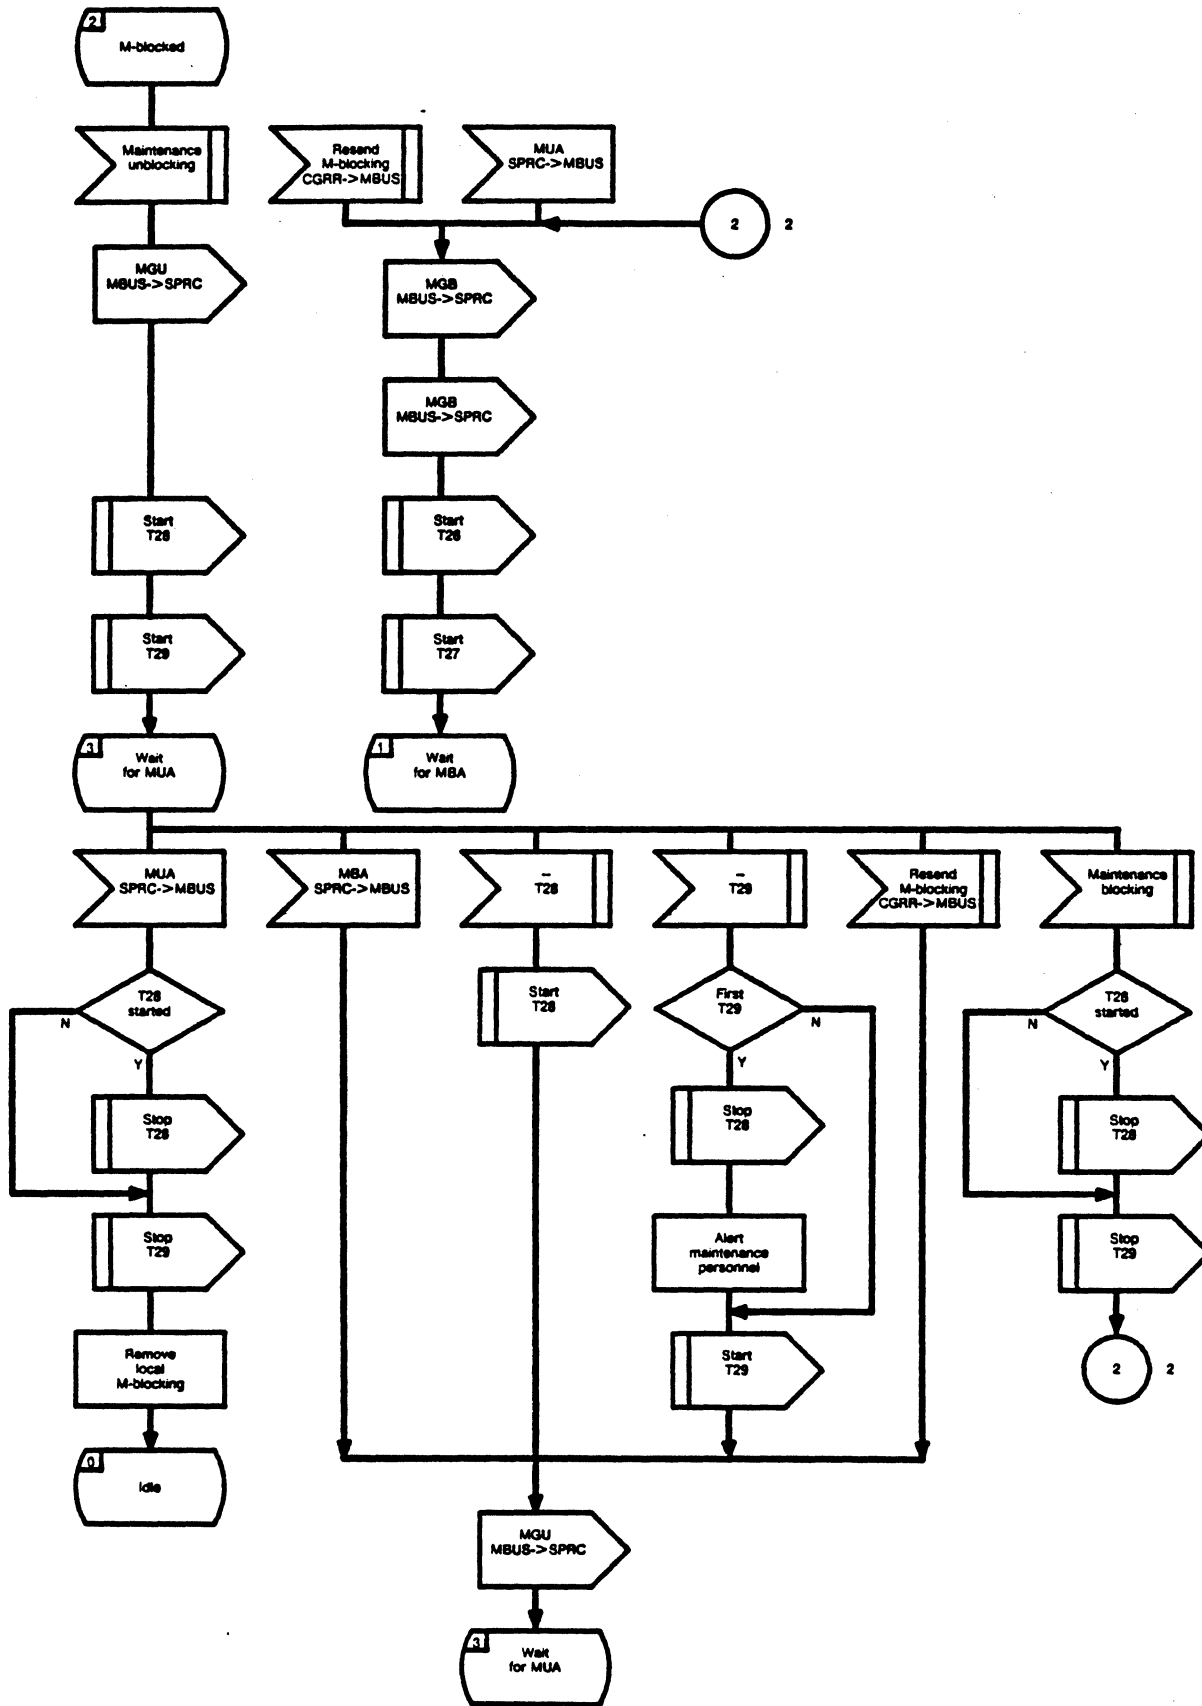 2
M-blocked
Maintenance
unblocking
Resend
M-blocking
CGRR->MBUS
MUA
SPRC->MBUS
2
2
MGU
MBUS->SPRC
MGB
MBUS->SPRC
MGB
MBUS->SPRC
Start
T28
Start
T26
Start
T29
Start
T27
3
Wait
for MUA
1
Wait
for MBA
MUA
SPRC->MBUS
MBA
SPRC->MBUS
–
T28
–
T29
Resend
M-blocking
CGRR->MBUS
Maintenance
blocking
T28
started
N
Y
Start
T28
First
T29
N
Y
T28
started
N
Y
Stop
T28
Stop
T28
Stop
T28
Stop
T29
Alert
maintenance
personnel
Stop
T29
Remove
local
M-blocking
Start
T29
2
2
0
Idle
MGU
MBUS->SPRC
3
Wait
for MUA